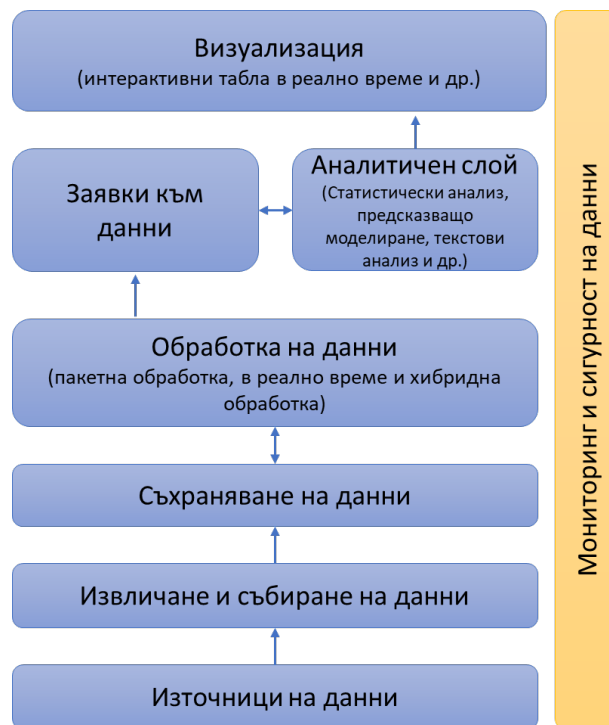 Визуализация
(интерактивни табла в реално време и др.)
Заявки към
данни
Аналитичен слой
(Статистически анализ,
предсказващо
моделиране, текстови
анализ и др.)
Обработка на данни
(пакетна обработка, в реално време и хибридна
обработка)
Съхраняване на данни
Извличане и събиране на данни
Източници на данни
Мониторинг и сигурност на данни